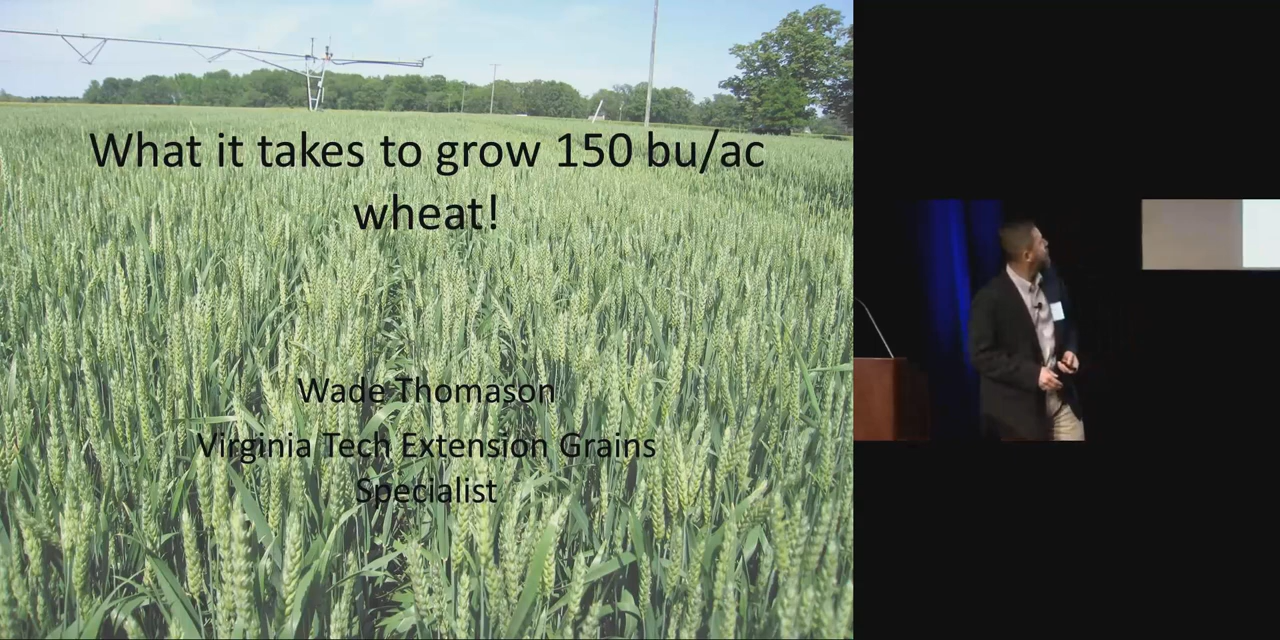 What it takes to grow 150 bu/ac
wheat!
Wade Thomason
Virginia Tech Extension Grains
Specialist